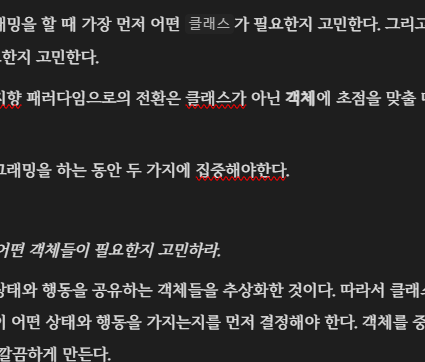 래밍을 할 때 가장 먼저 어떤 클래스가 필요한지 고민한다. 그리고
요한지 고민한다.
지향 패러다임으로의 전환은 클래스가 아닌 객체에 초점을 맞출 때
그래밍을 하는 동안 두 가지에 집중해야한다.
어떤 객체들이 필요한지 고민하라.
상태와 행동을 공유하는 객체들을 추상화한 것이다. 따라서 클래스
이 어떤 상태와 행동을 가지는지를 먼저 결정해야 한다. 객체를 중
깔끔하게 만든다.